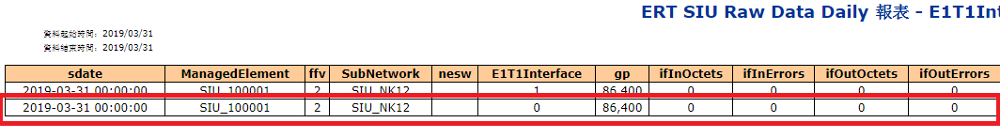 ERT SIU Raw Data Daily 報表 - E1T1Inter
資料起始時間：2019/03/31
資料結束時間：2019/03/31
sdate ManagedElement ffv SubNetwork nesw E1T1Interface gp ifInOctets ifInErrors ifOutOctets ifOutErrors
2019-03-31 00:00:00 SIU_100001 2 SIU_NK12 1 86,400 0 0 0 0
2019-03-31 00:00:00 SIU_100001 2 SIU_NK12 0 86,400 0 0 0 0